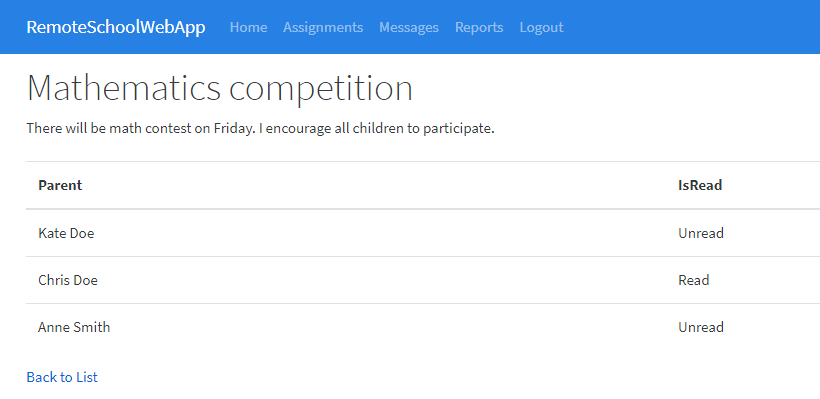 RemoteSchoolWebApp Home Assignments Messages Reports Logout
Mathematics competition
There will be math contest on Friday. I encourage all children to participate.
Parent IsRead
Kate Doe Unread
Chris Doe Read
Anne Smith Unread
Back to List